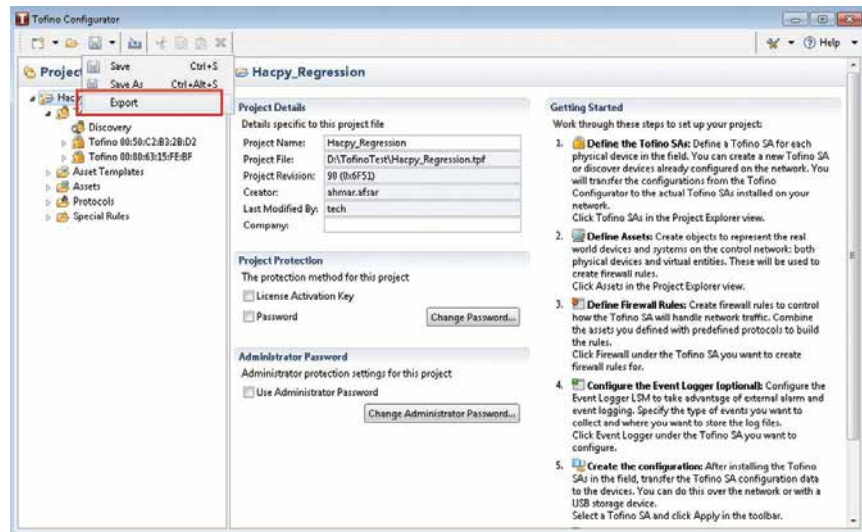 Tofino Configurator
Help
Projec
Save Ctrl+S
Save As Ctrl+Alt+S
Export
Discovery
Tofino 00:50:C2:B3:2B:D2
Tofino 00:80:63:15:FE:BF
Asset Templates
Assets
Protocols
Special Rules
Hacpy_Regression
Project Details
Details specific to this project file
Project Name: Hacpy_Regression
Project File: D:\TofinoTest\Hacpy_Regression.tpf
Project Revision: 90 (0x6F51)
Creator: ahmar.afsar
Last Modified By: tech
Company:
Project Protection
The protection method for this project
License Activation Key
Password
Change Password...
Administrator Password
Administrator protection settings for this project
Use Administrator Password
Change Administrator Password...
Getting Started
Work through these steps to set up your project:
1. Define the Tofino SAs: Define a Tofino SA for each
physical device in the field. You can create a new Tofino SA
or discover devices already configured on the network. You
will transfer the configurations from the Tofino
Configurator to the actual Tofino SAs installed on your
network.
Click Tofino SAs in the Project Explorer view.
2. Define Assets: Create objects to represent the real
world devices and systems on the control network: both
physical devices and virtual entities. These will be used to
create firewall rules.
Click Assets in the Project Explorer view.
3. Define Firewall Rules: Create firewall rules to control
how the Tofino SA will handle network traffic. Combine
the assets you defined with predefined protocols to build
the rules.
Click Firewall under the Tofino SA you want to create
firewall rules for.
4. Configure the Event Logger (optional): Configure the
Event Logger LSM to take advantage of external alarm and
event logging. Specify the type of events you want to
collect and where you want to store the log files.
Click Event Logger under the Tofino SA you want to
configure.
5. Create the configuration: After installing the Tofino
SAs in the field, transfer the Tofino SA configuration data
to the devices. You can do this over the network or with a
USB storage device.
Select a Tofino SA and click Apply in the toolbar.